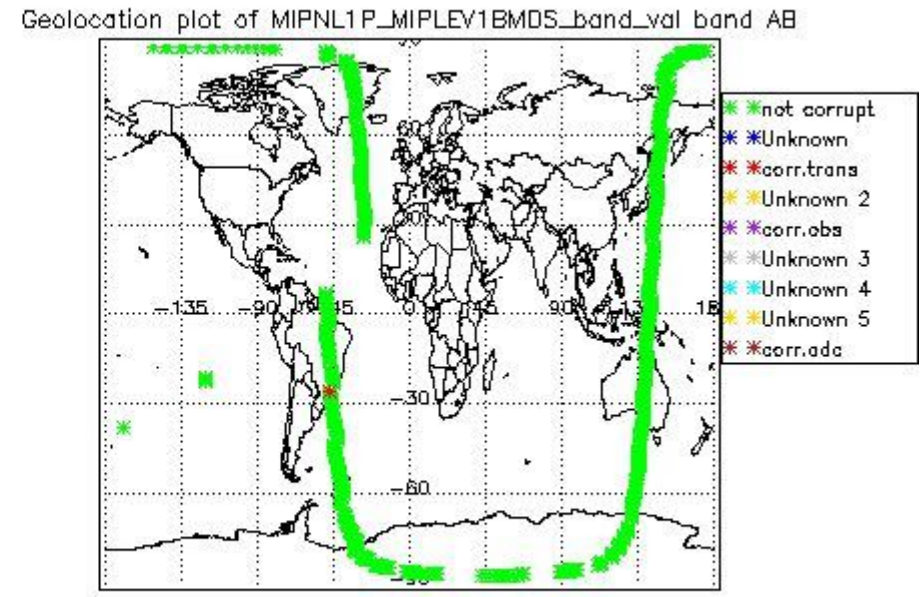 Geolocation plot of MIPNL1P_MIPLEV1BMDS_band_val band AB
not corrupt
Unknown
corr.trans
Unknown 2
corr.obs
Unknown 3
Unknown 4
Unknown 5
corr.adc
60
-135 -90 -45 0 45 90
-30
-60